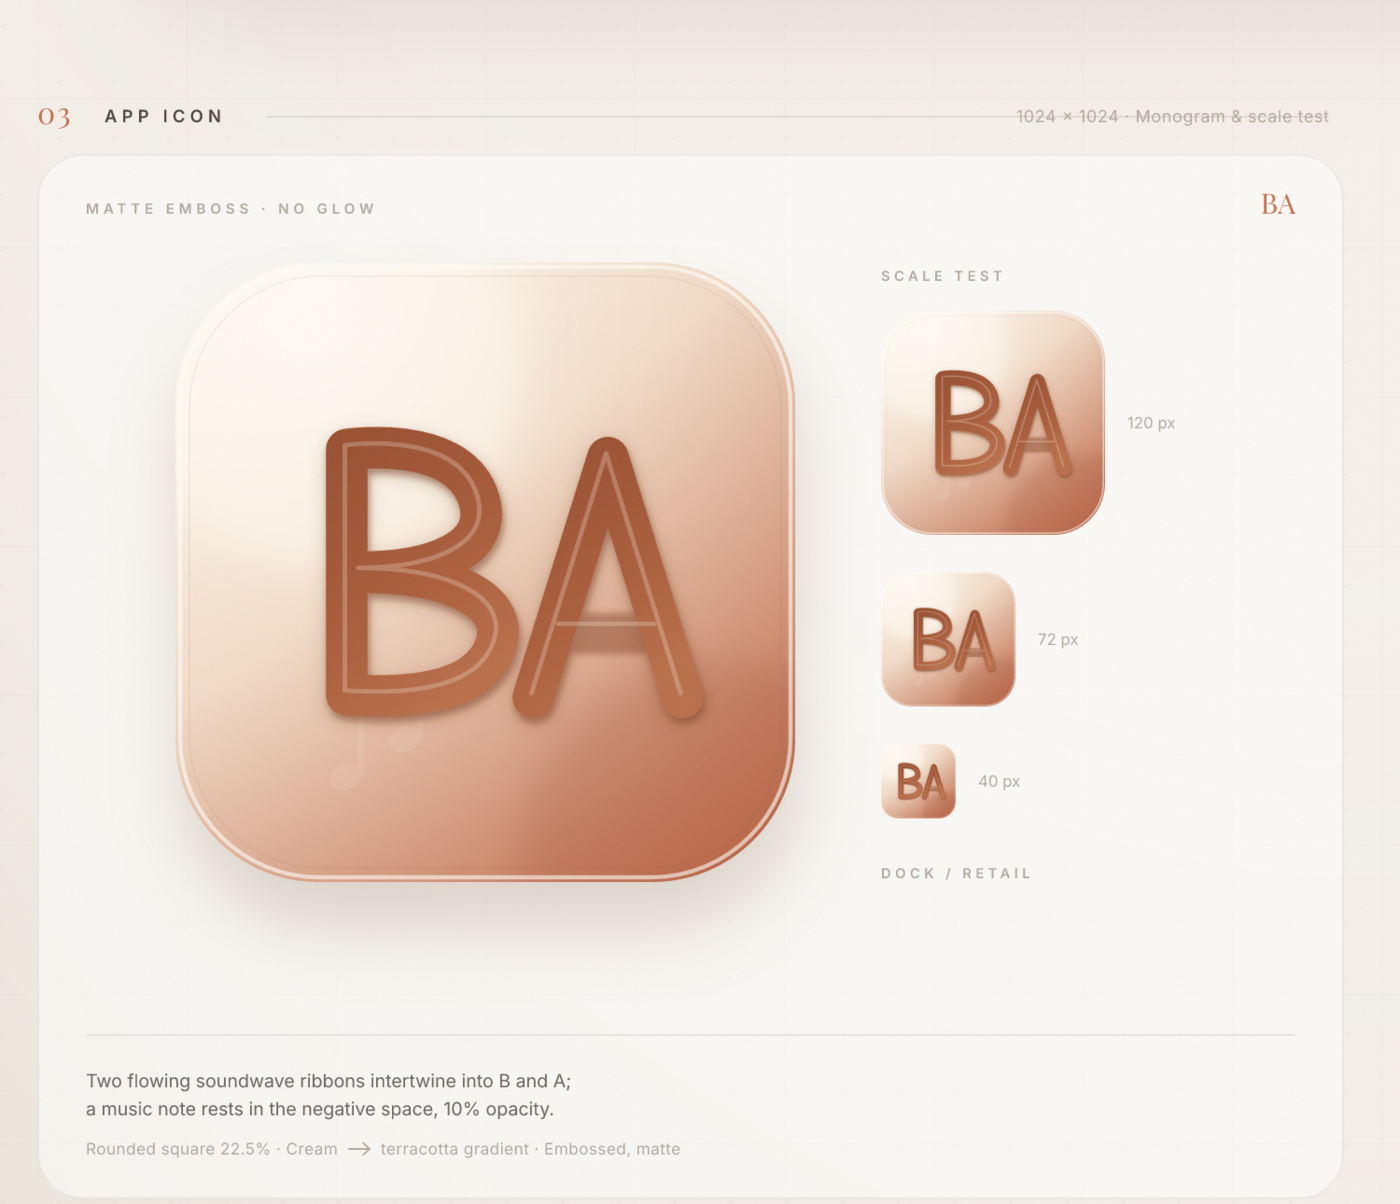 03 APP ICON 1024 × 1024 · Monogram & scale test
MATTE EMBOSS · NO GLOW
BA
BA
SCALE TEST
BA
120 px
BA
72 px
BA
40 px
DOCK / RETAIL
Two flowing soundwave ribbons intertwine into B and A;
a music note rests in the negative space, 10% opacity.
Rounded square 22.5% · Cream → terracotta gradient · Embossed, matte